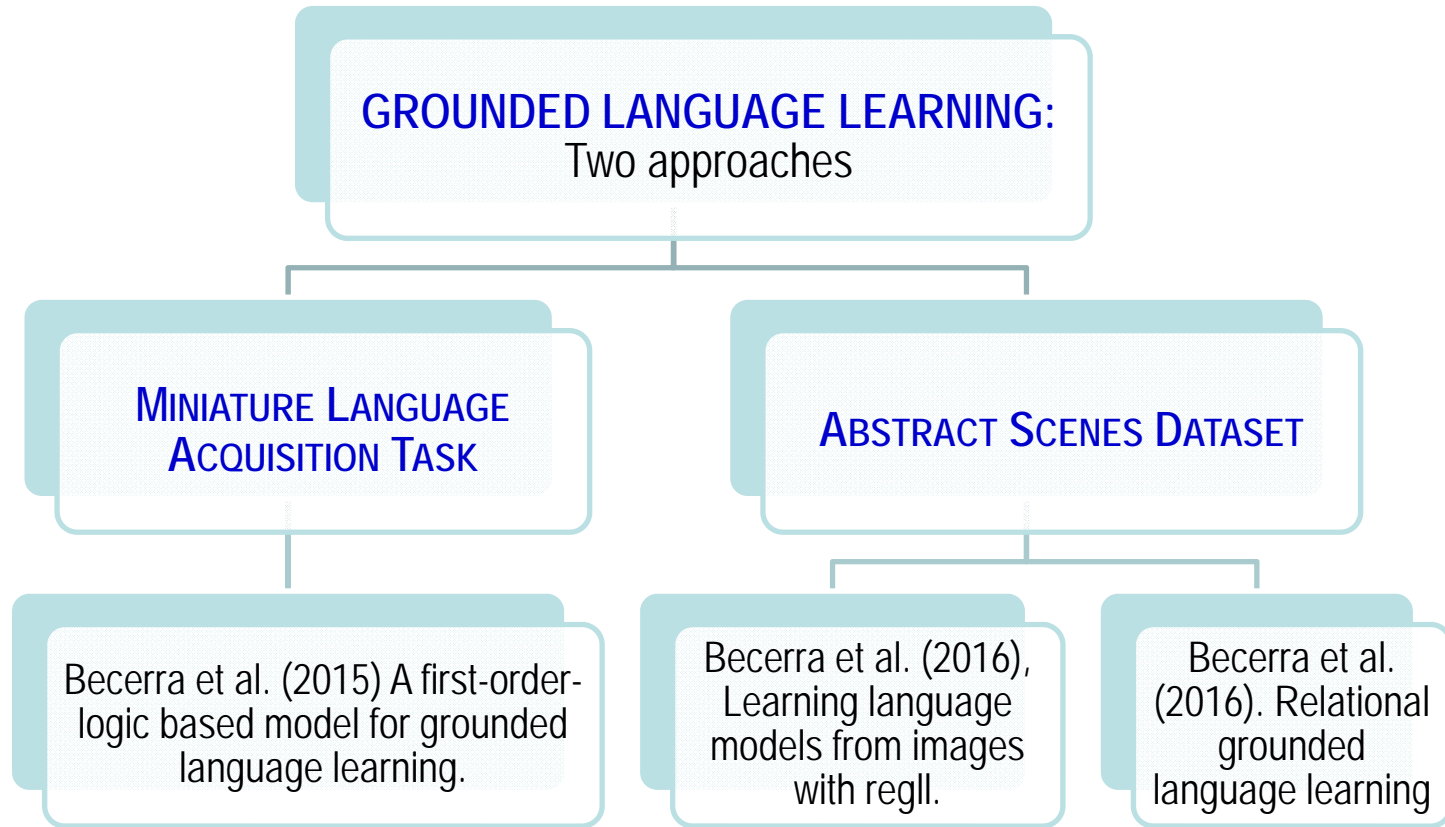 GROUNDED LANGUAGE LEARNING:
Two approaches
MINIATURE LANGUAGE
ACQUISITION TASK
ABSTRACT SCENES DATASET
Becerra et al. (2015) A first-order-
logic based model for grounded
language learning.
Becerra et al. (2016),
Learning language
models from images
with regll.
Becerra et al.
(2016). Relational
grounded
language learning